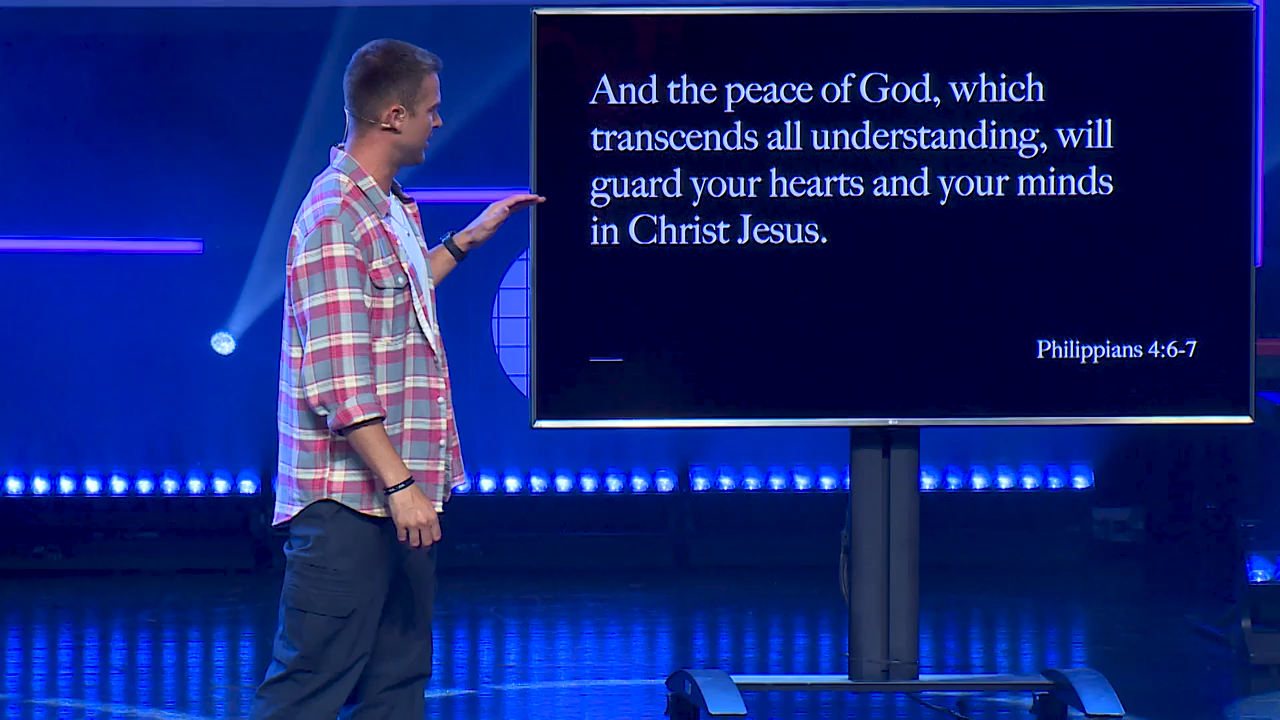 And the peace of God, which
transcends all understanding, will
guard your hearts and your minds
in Christ Jesus.
Philippians 4:6-7